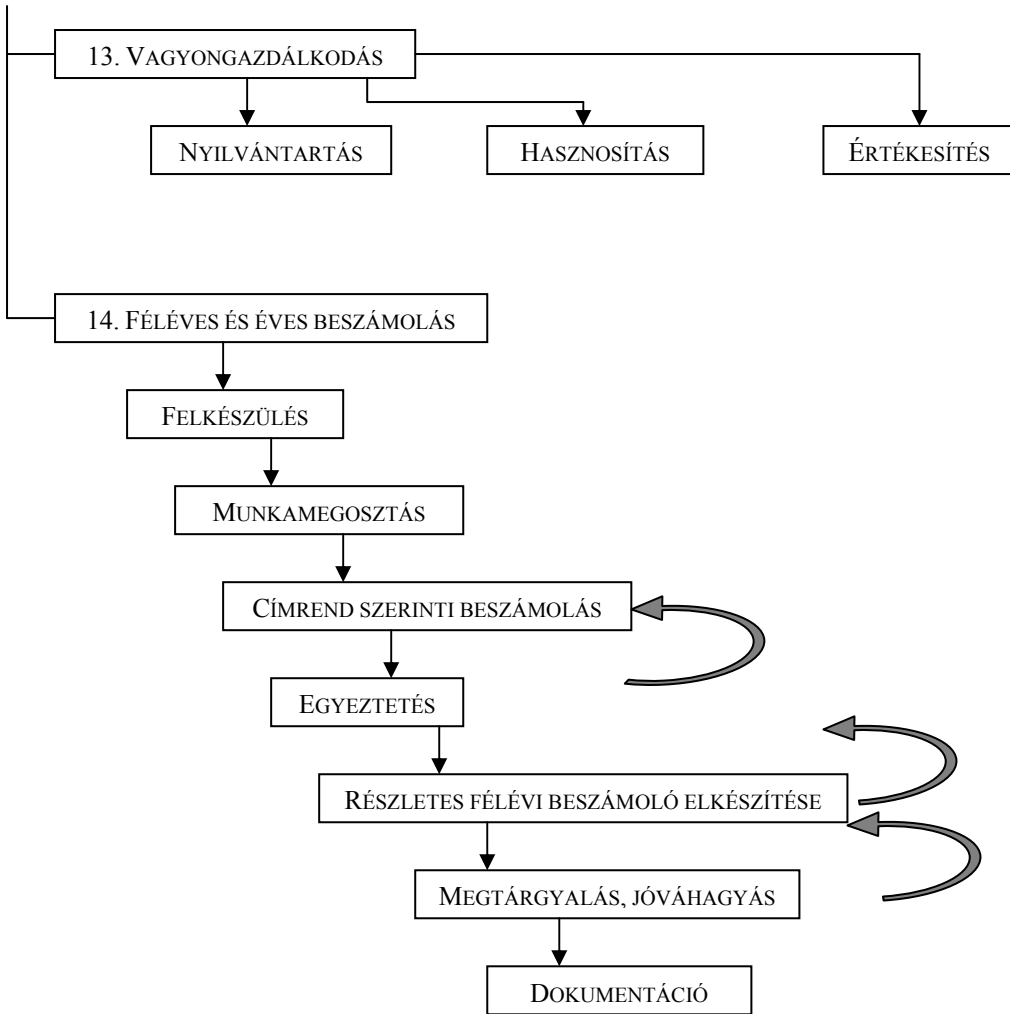 13. VAGYONGAZDÁLKODÁS
NYILVÁNTARTÁS
HASZNOSÍTÁS
ÉRTÉKESÍTÉS
14. FÉLÉVES ÉS ÉVES BESZÁMOLÁS
FELKÉSZÜLÉS
MUNKAMEGOSZTÁS
CÍMREND SZERINTI BESZÁMOLÁS
EGYEZTETÉS
RÉSZLETES FÉLÉVI BESZÁMOLÓ ELKÉSZÍTÉSE
MEGTÁRGYALÁS, JÓVÁHAGYÁS
DOKUMENTÁCIÓ